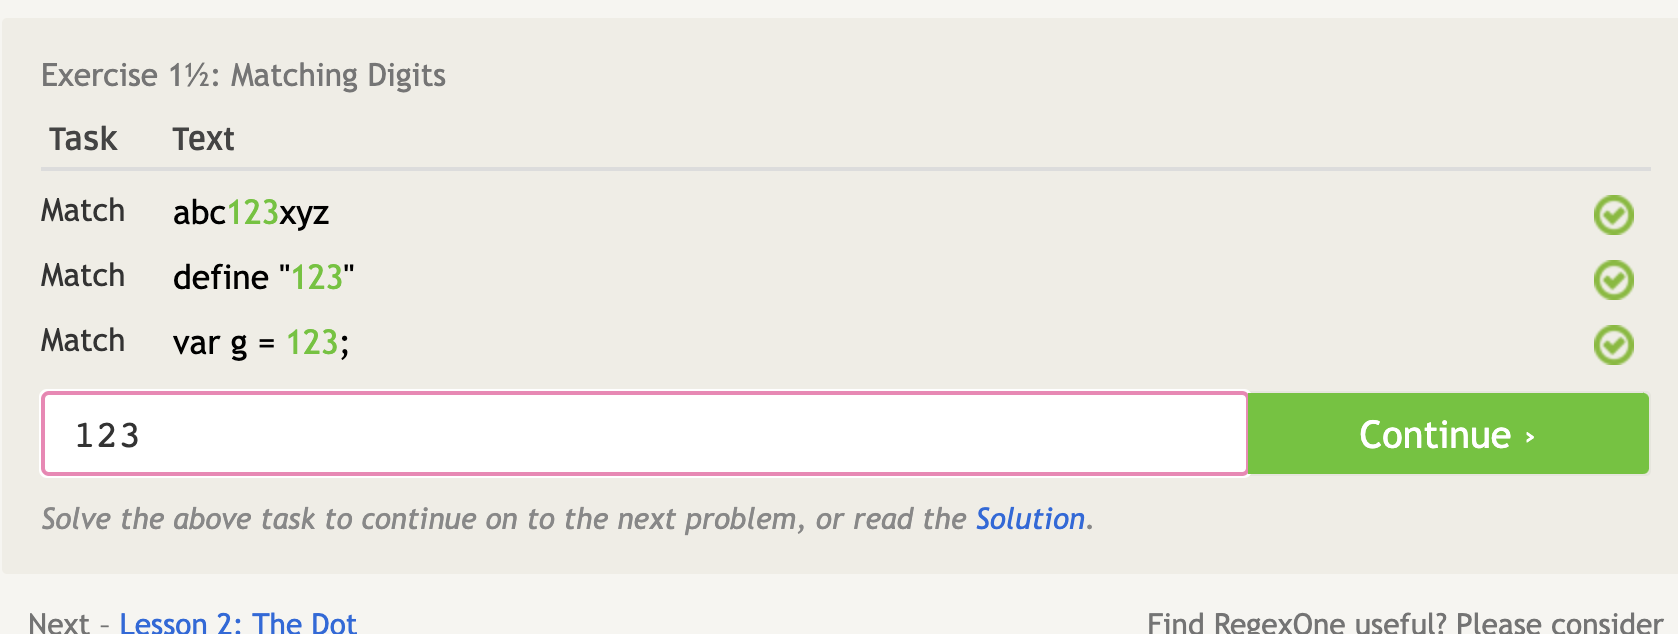 Exercise 1½: Matching Digits
Task Text
Match abc123xyz
Match define "123"
Match var g = 123;
123 Continue ›
Solve the above task to continue on to the next problem, or read the Solution.
Next – Lesson 2: The Dot Find RegexOne useful? Please consider